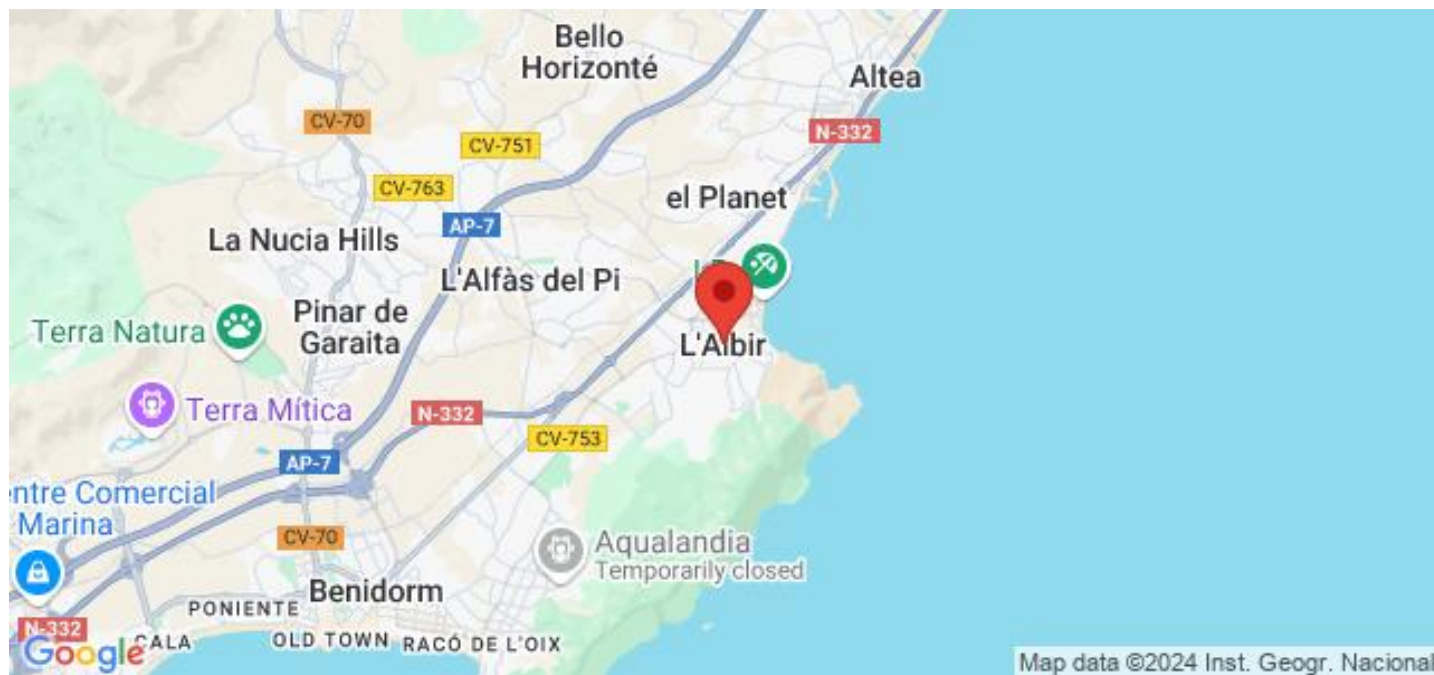 Bello
Horizonté
Altea
CV-70
N-332
CV-751
CV-763
el Planet
AP-7
La Nucia Hills
L'Alfàs del Pi
Pinar de
Garaita
Terra Natura
L'Albir
Terra Mítica
N-332
CV-753
AP-7
entre Comercial
Marina
CV-70
Aqualandia
Temporarily closed
Benidorm
PONIENTE
N-332
CALA
OLD TOWN
RACÓ DE L'OIX
Google
Map data ©2024 Inst. Geogr. Nacional